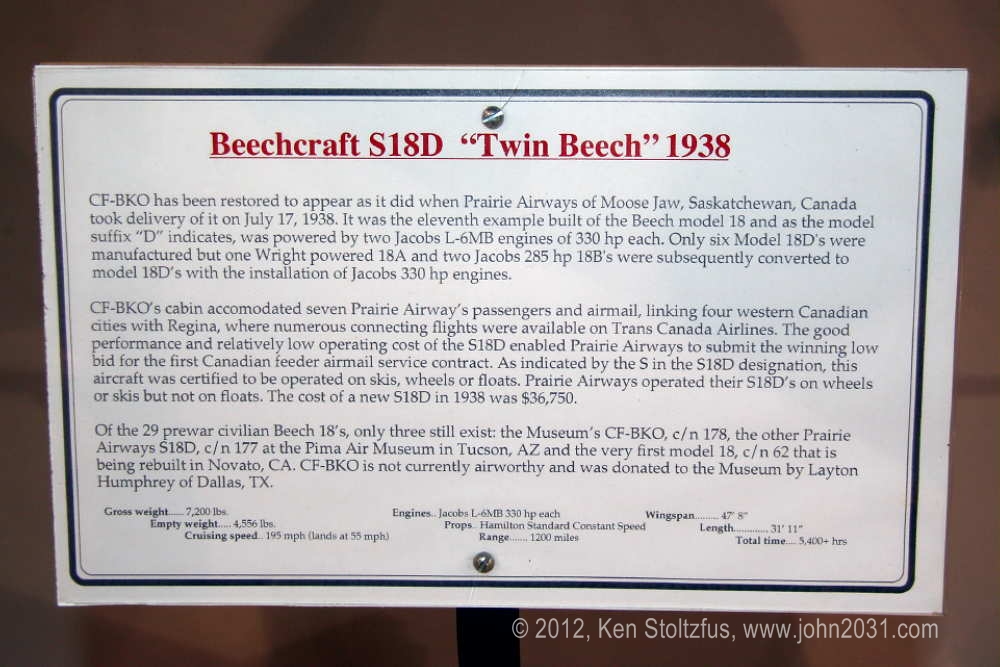 Beechcraft S18D “Twin Beech” 1938
CF-BKO has been restored to appear as it did when Prairie Airways of Moose Jaw, Saskatchewan, Canada
took delivery of it on July 17, 1938. It was the eleventh example built of the Beech model 18 and as the model
suffix “D” indicates, was powered by two Jacobs L-6MB engines of 330 hp each. Only six Model 18D's were
manufactured but one Wright powered 18A and two Jacobs 285 hp 18B's were subsequently converted to
model 18D’s with the installation of Jacobs 330 hp engines.
CF-BKO’s cabin accomodated seven Prairie Airway’s passengers and airmail, linking four western Canadian
cities with Regina, where numerous connecting flights were available on Trans Canada Airlines. The good
performance and relatively low operating cost of the S18D enabled Prairie Airways to submit the winning low
bid for the first Canadian feeder airmail service contract. As indicated by the S in the S18D designation, this
aircraft was certified to be operated on skis, wheels or floats. Prairie Airways operated their S18D’s on wheels
or skis but not on floats. The cost of a new S18D in 1938 was $36,750.
Of the 29 prewar civilian Beech 18’s, only three still exist: the Museum’s CF-BKO, c/n 178, the other Prairie
Airways S18D, c/n 177 at the Pima Air Museum in Tucson, AZ and the very first model 18, c/n 62 that is
being rebuilt in Novato, CA. CF-BKO is not currently airworthy and was donated to the Museum by Layton
Humphrey of Dallas, TX.
Gross weight..... 7,200 lbs.
Empty weight..... 4,556 lbs.
Cruising speed.. 195 mph (lands at 55 mph)
Engines.. Jacobs L-6MB 330 hp each
Props.. Hamilton Standard Constant Speed
Range....... 1200 miles
Wingspan.......... 47' 8"
Length............. 31' 11"
Total time.... 5,400+ hrs
© 2012, Ken Stoltzfus, www.john2031.com